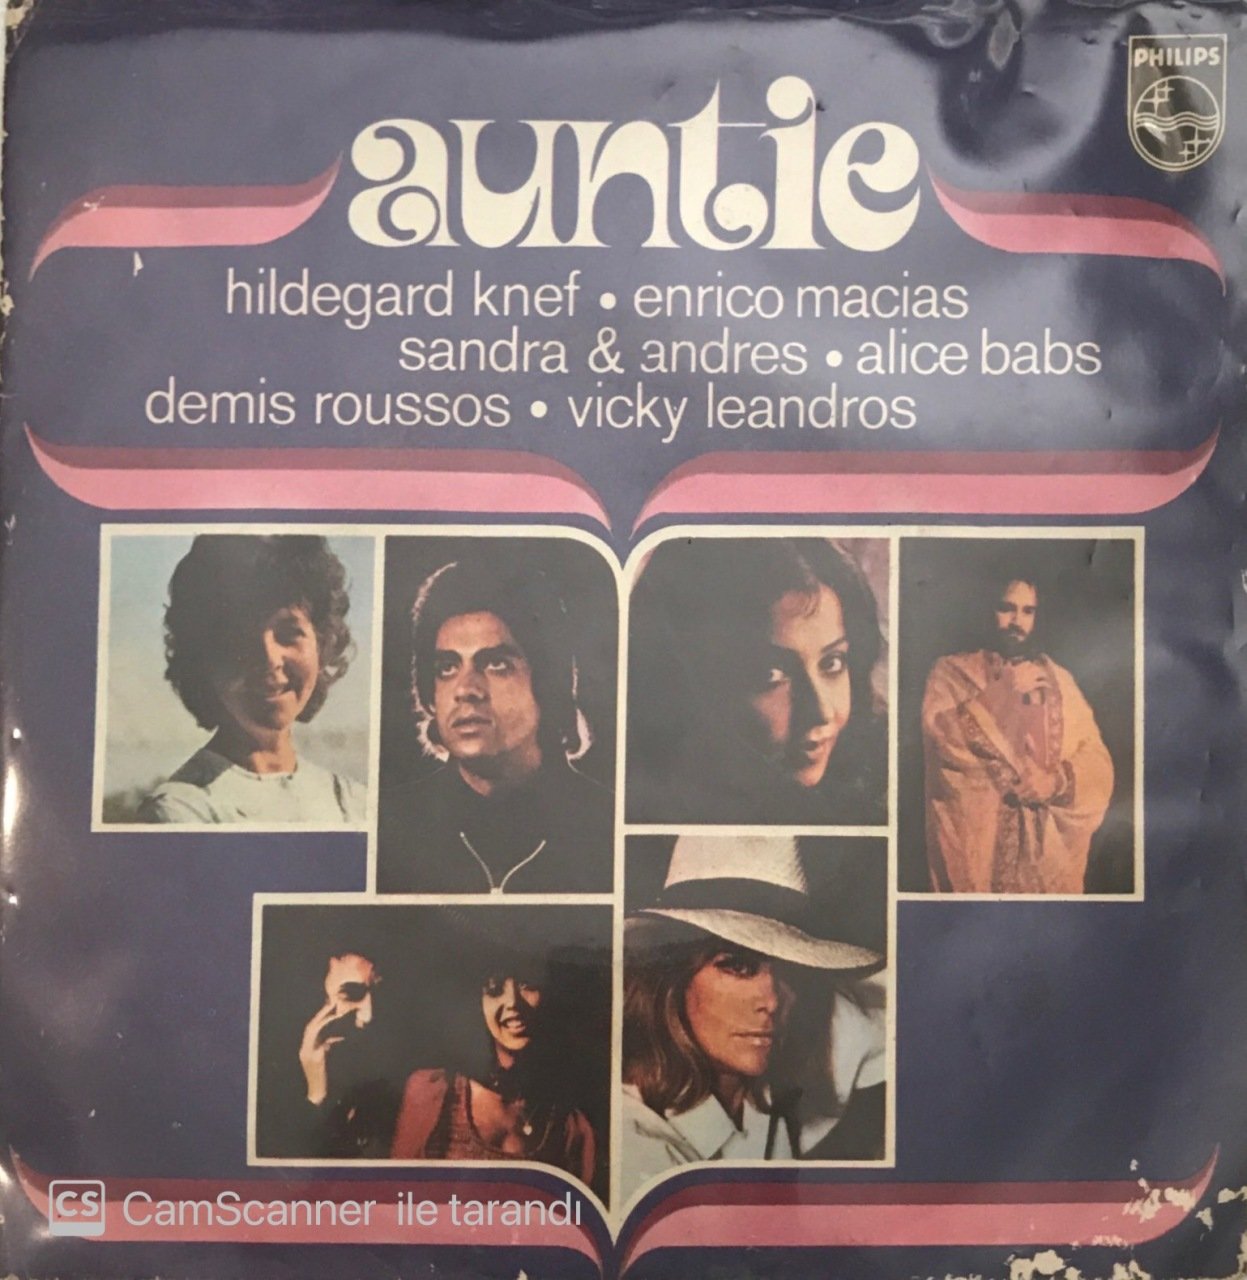 PHILIPS
auntie
hildegard knef • enrico macias
sandra & andres • alice babs
demis roussos • vicky leandros
CS CamScanner ile tarandı